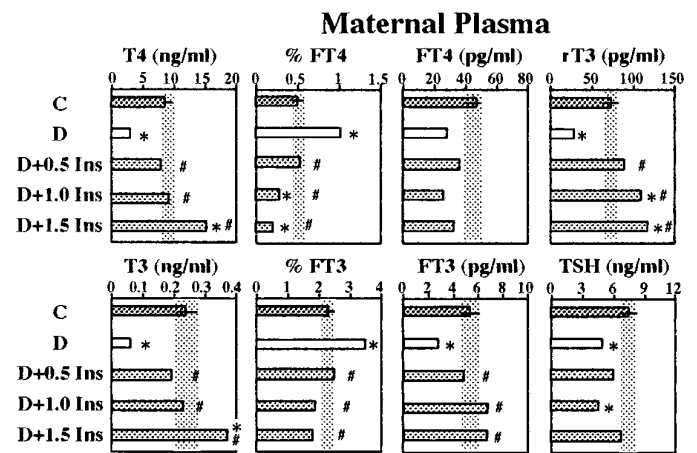 Maternal Plasma
T4 (ng/ml) % FT4 FT4 (pg/ml) rT3 (pg/ml)
0 5 10 15 20 0 0.5 1 1.5 0 20 40 60 80 0 50 100 150
C
D * * *
D+0.5 Ins # # #
D+1.0 Ins # * # * #
D+1.5 Ins * # * # * #
T3 (ng/ml) % FT3 FT3 (pg/ml) TSH (ng/ml)
0 0.1 0.2 0.3 0.4 0 1 2 3 4 0 2 4 6 8 10 0 3 6 9 12
C
D * * * *
D+0.5 Ins # # #
D+1.0 Ins # # # *
D+1.5 Ins * # # #